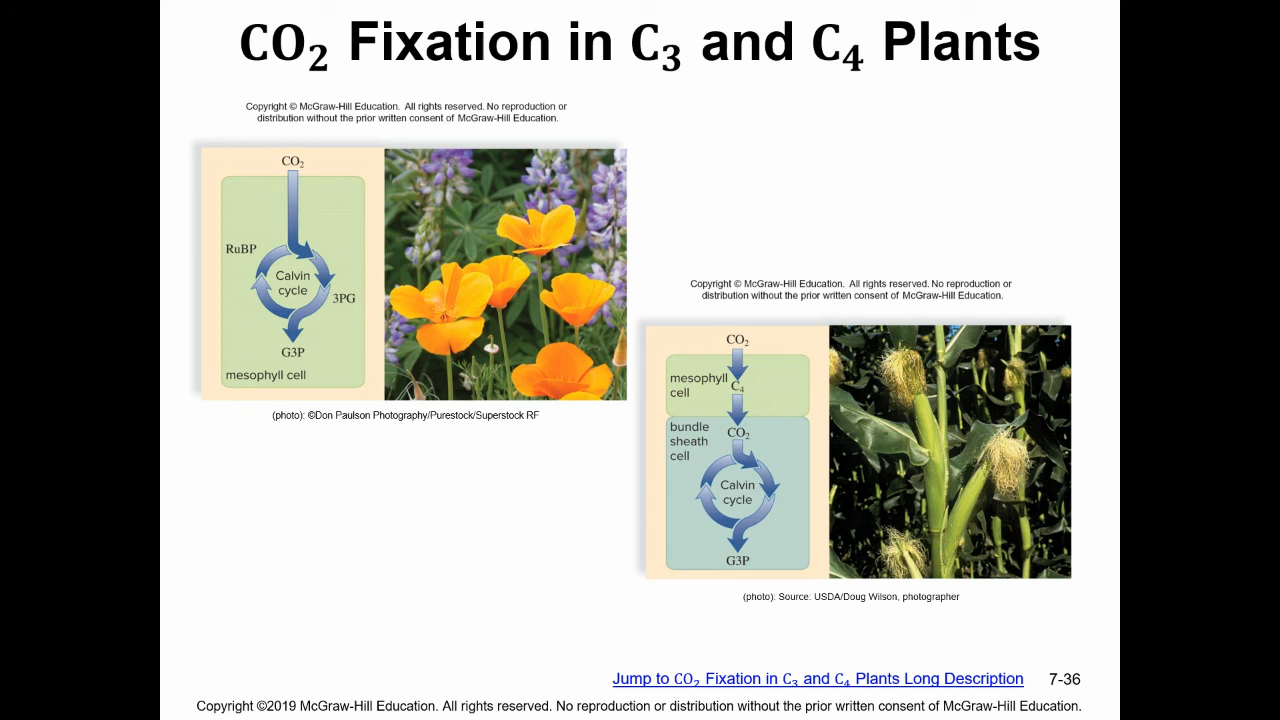 CO₂ Fixation in C₃ and C₄ Plants
Copyright © McGraw-Hill Education. All rights reserved. No reproduction or
distribution without the prior written consent of McGraw-Hill Education.
CO₂
RuBP
Calvin
cycle
3PG
G3P
mesophyll cell
(photo): ©Don Paulson Photography/Purestock/Superstock RF
Copyright © McGraw-Hill Education. All rights reserved. No reproduction or
distribution without the prior written consent of McGraw-Hill Education.
CO₂
mesophyll
cell
C₄
bundle
sheath
cell
CO₂
Calvin
cycle
G3P
(photo): Source: USDA/Doug Wilson, photographer
Jump to CO₂ Fixation in C₃ and C₄ Plants Long Description
7-36
Copyright ©2019 McGraw-Hill Education. All rights reserved. No reproduction or distribution without the prior written consent of McGraw-Hill Education.